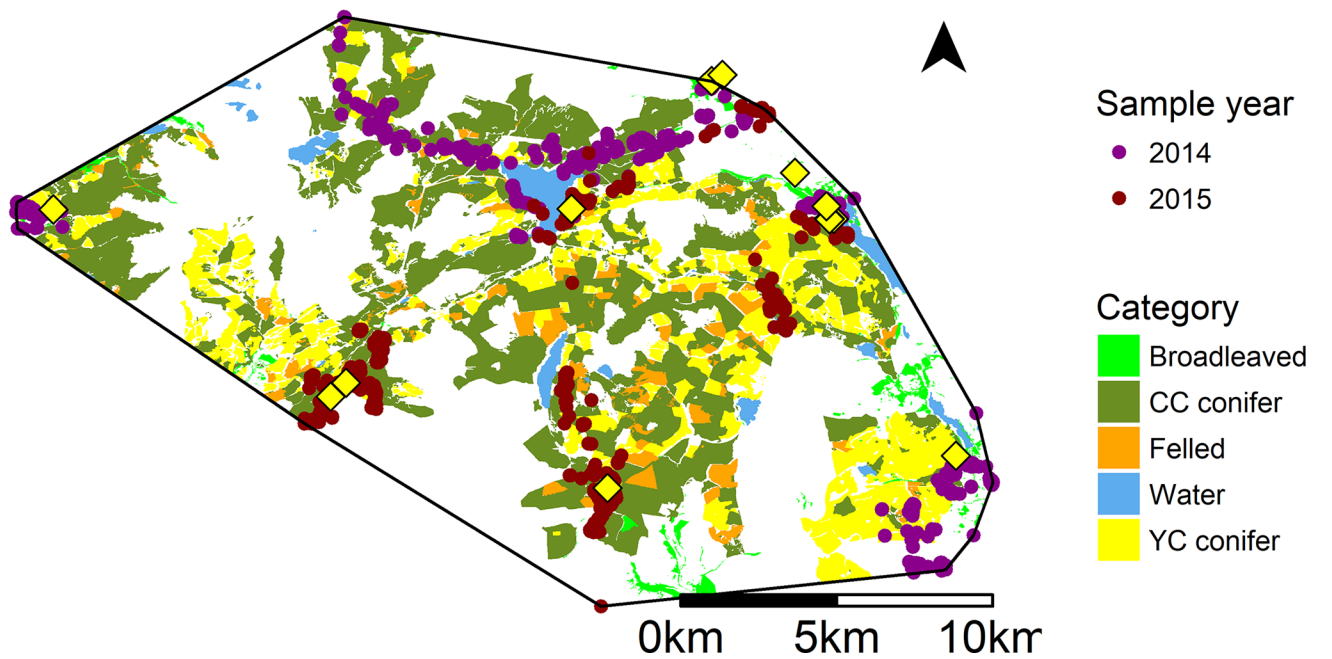 Sample year
2014
2015
Category
Broadleaved
CC conifer
Felled
Water
YC conifer
0km 5km 10km